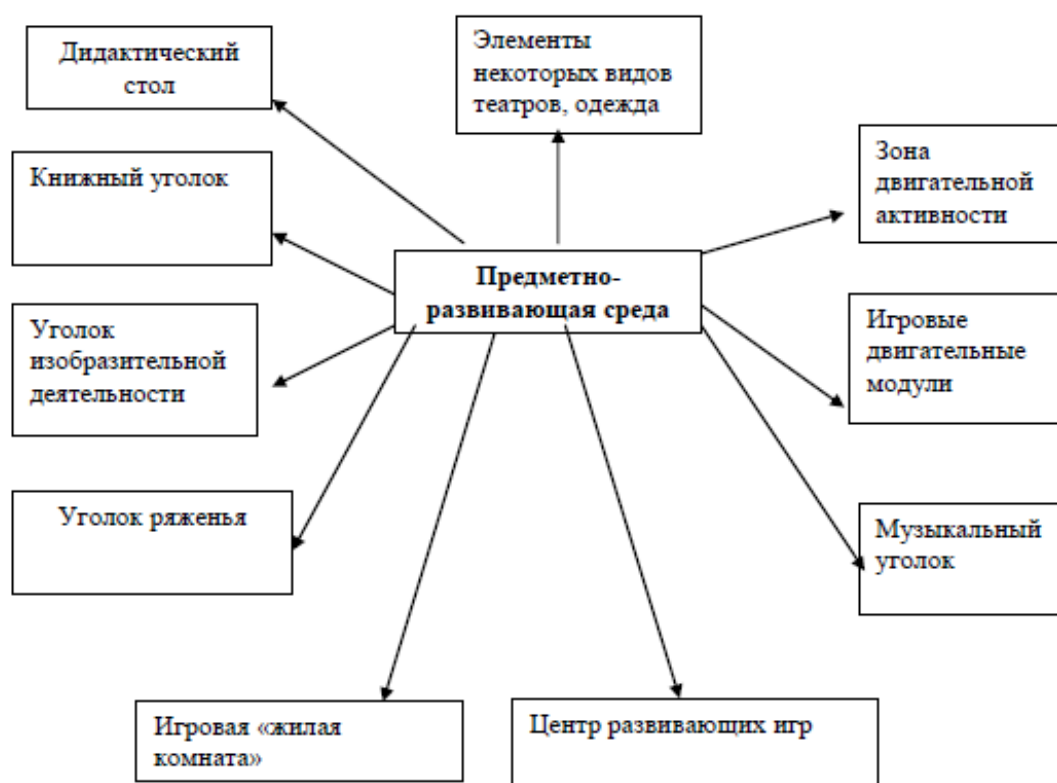 Дидактический
стол
Элементы
некоторых видов
театров, одежда
Зона
двигательной
активности
Книжный уголок
Предметно-
развивающая среда
Уголок
изобразительной
деятельности
Игровые
двигательные
модули
Уголок ряженья
Музыкальный
уголок
Игровая «жилая
комната»
Центр развивающих игр